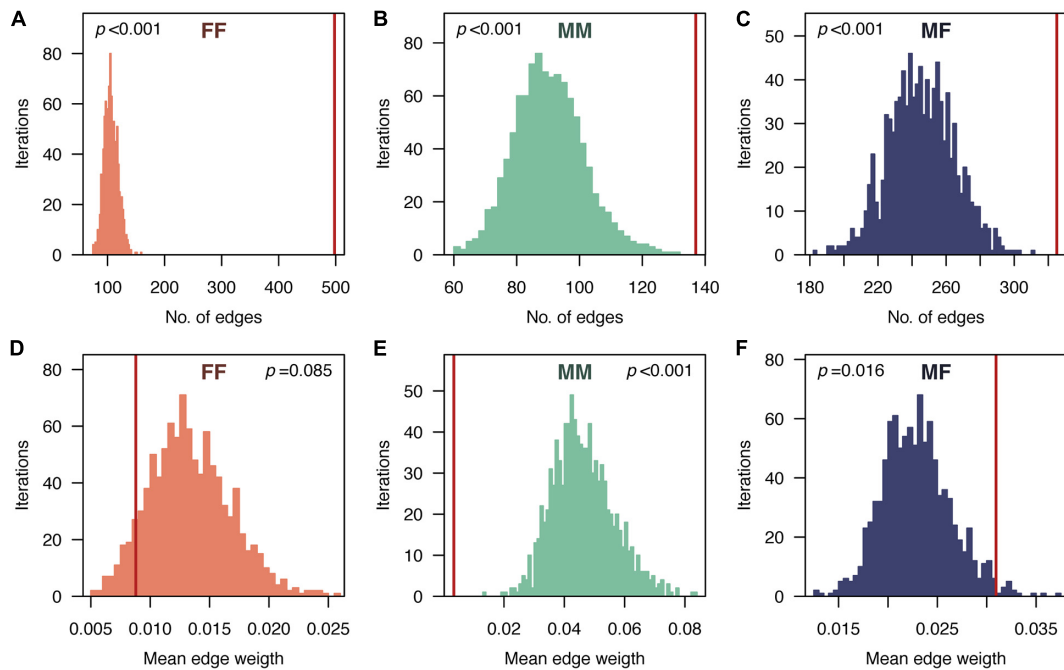 A
p<0.001
FF
80
60
40
20
0
Iterations
100
200
300
400
500
No. of edges
B
p<0.001
MM
80
60
40
20
0
Iterations
60
80
100
120
140
No. of edges
C
p<0.001
MF
50
40
30
20
10
0
Iterations
180
220
260
300
No. of edges
D
FF
p=0.085
80
60
40
20
0
Iterations
0.005
0.010
0.015
0.020
0.025
Mean edge weigth
E
MM
p<0.001
50
40
30
20
10
0
Iterations
0.02
0.04
0.06
0.08
Mean edge weigth
F
p=0.016
MF
80
60
40
20
0
Iterations
0.015
0.025
0.035
Mean edge weigth